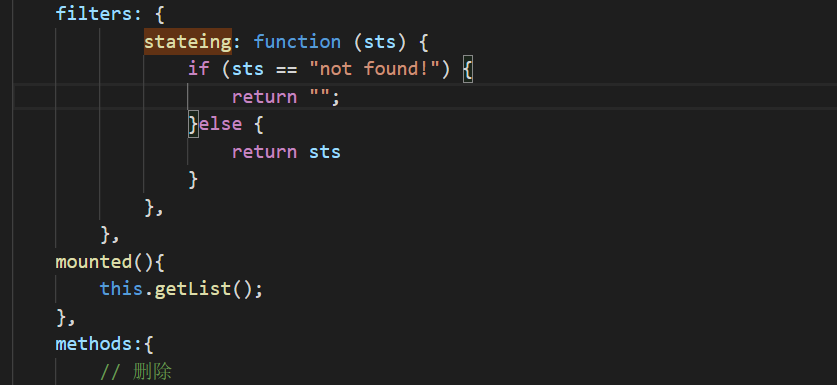 filters: {
stateing: function (sts) {
if (sts == "not found!") {
return "";
}else {
return sts
}
},
},
mounted(){
this.getList();
},
methods:{
// 删除